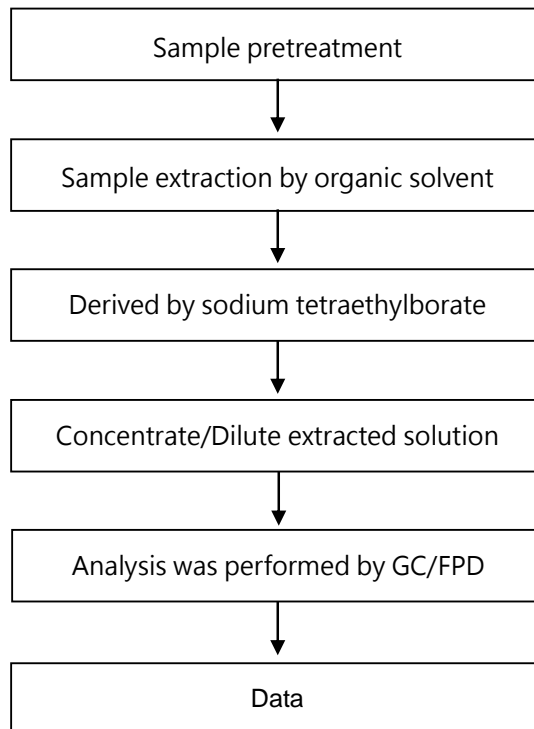 Sample pretreatment
Sample extraction by organic solvent
Derived by sodium tetraethylborate
Concentrate/Dilute extracted solution
Analysis was performed by GC/FPD
Data